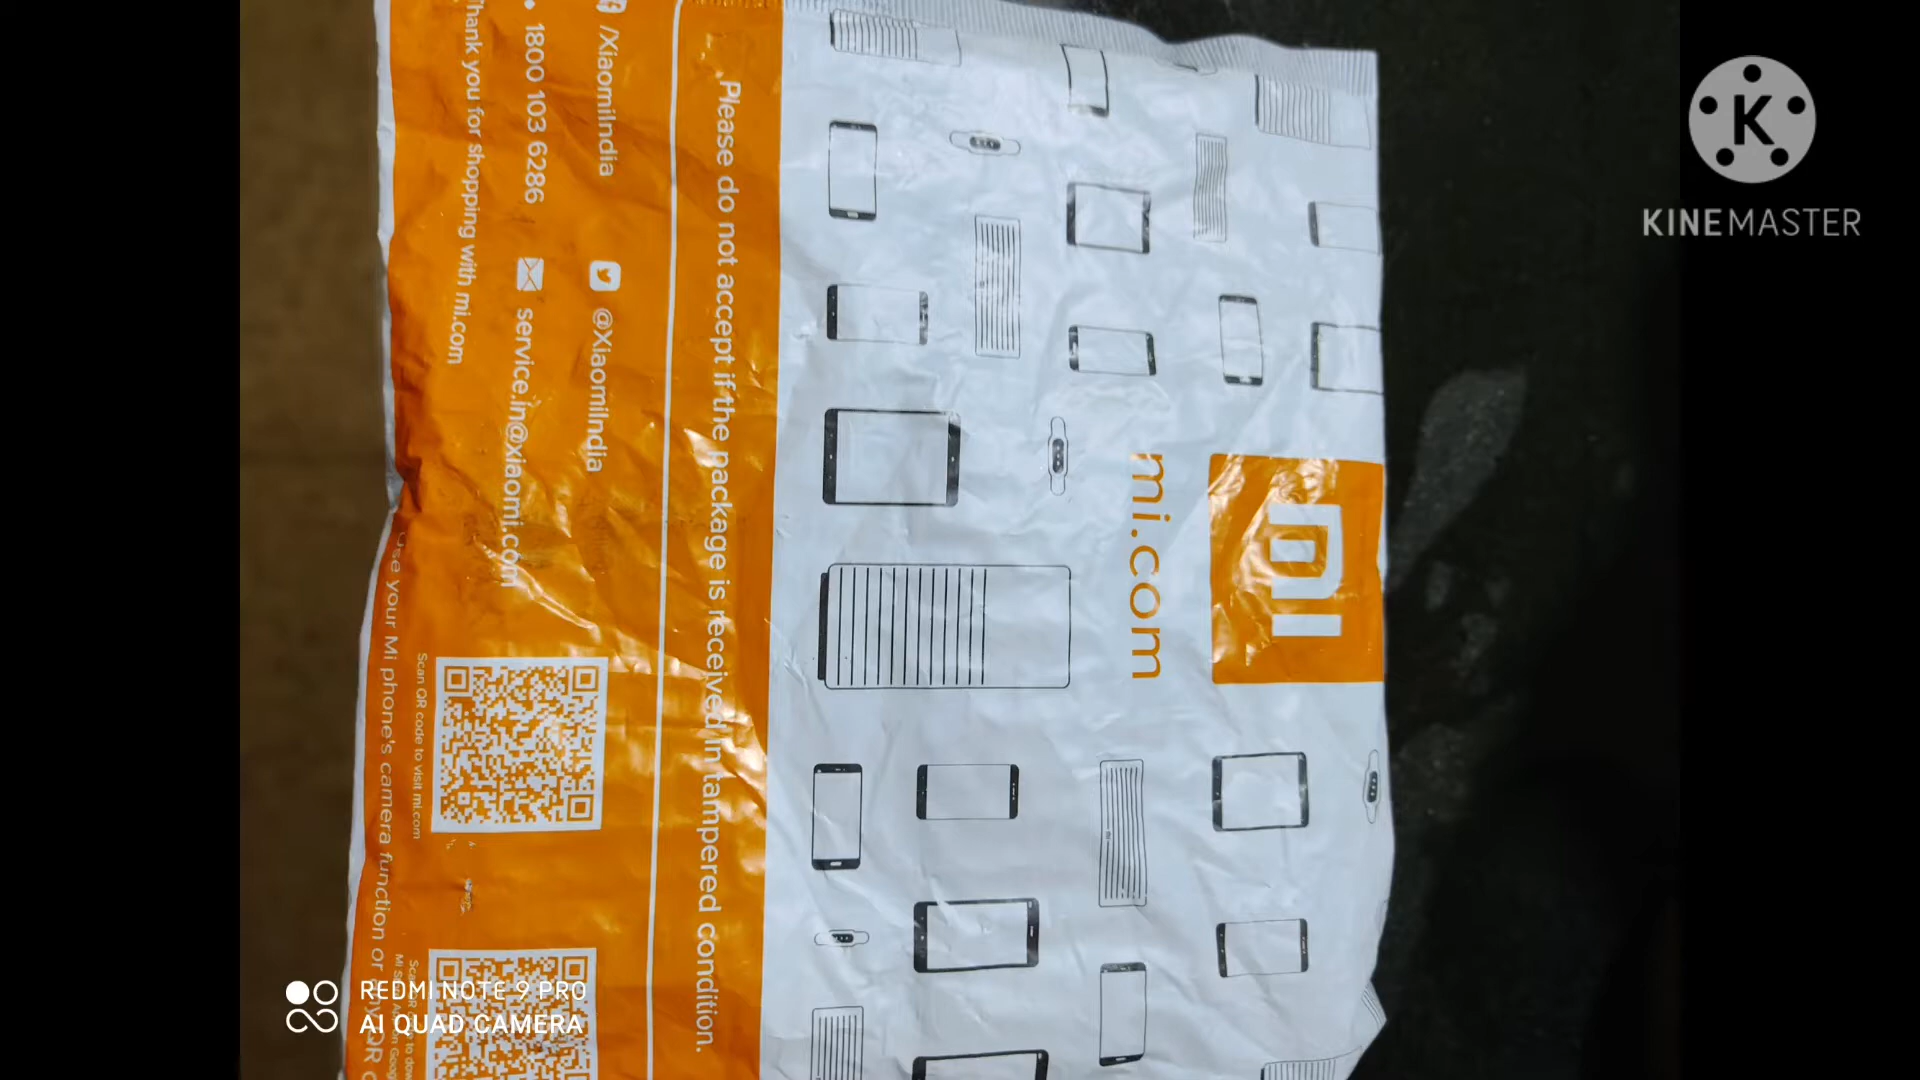 mi.com
Please do not accept if the package is received in tampered condition.
/XiaomiIndia
@XiaomiIndia
1800 103 6286
service.in@xiaomi.com
Thank you for shopping with mi.com
Scan QR code to visit mi.com
Use your Mi phone's camera function or any QR
KINEMASTER
REDMI NOTE 9 PRO
AI QUAD CAMERA